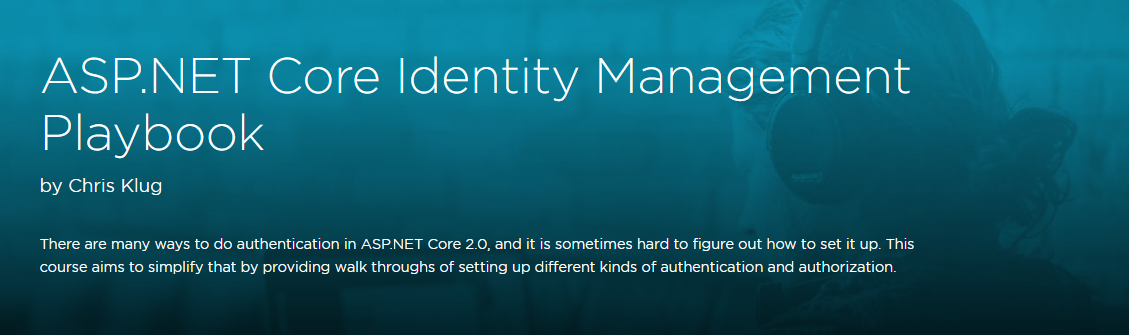 ASP.NET Core Identity Management
Playbook
by Chris Klug
There are many ways to do authentication in ASP.NET Core 2.0, and it is sometimes hard to figure out how to set it up. This
course aims to simplify that by providing walk throughs of setting up different kinds of authentication and authorization.